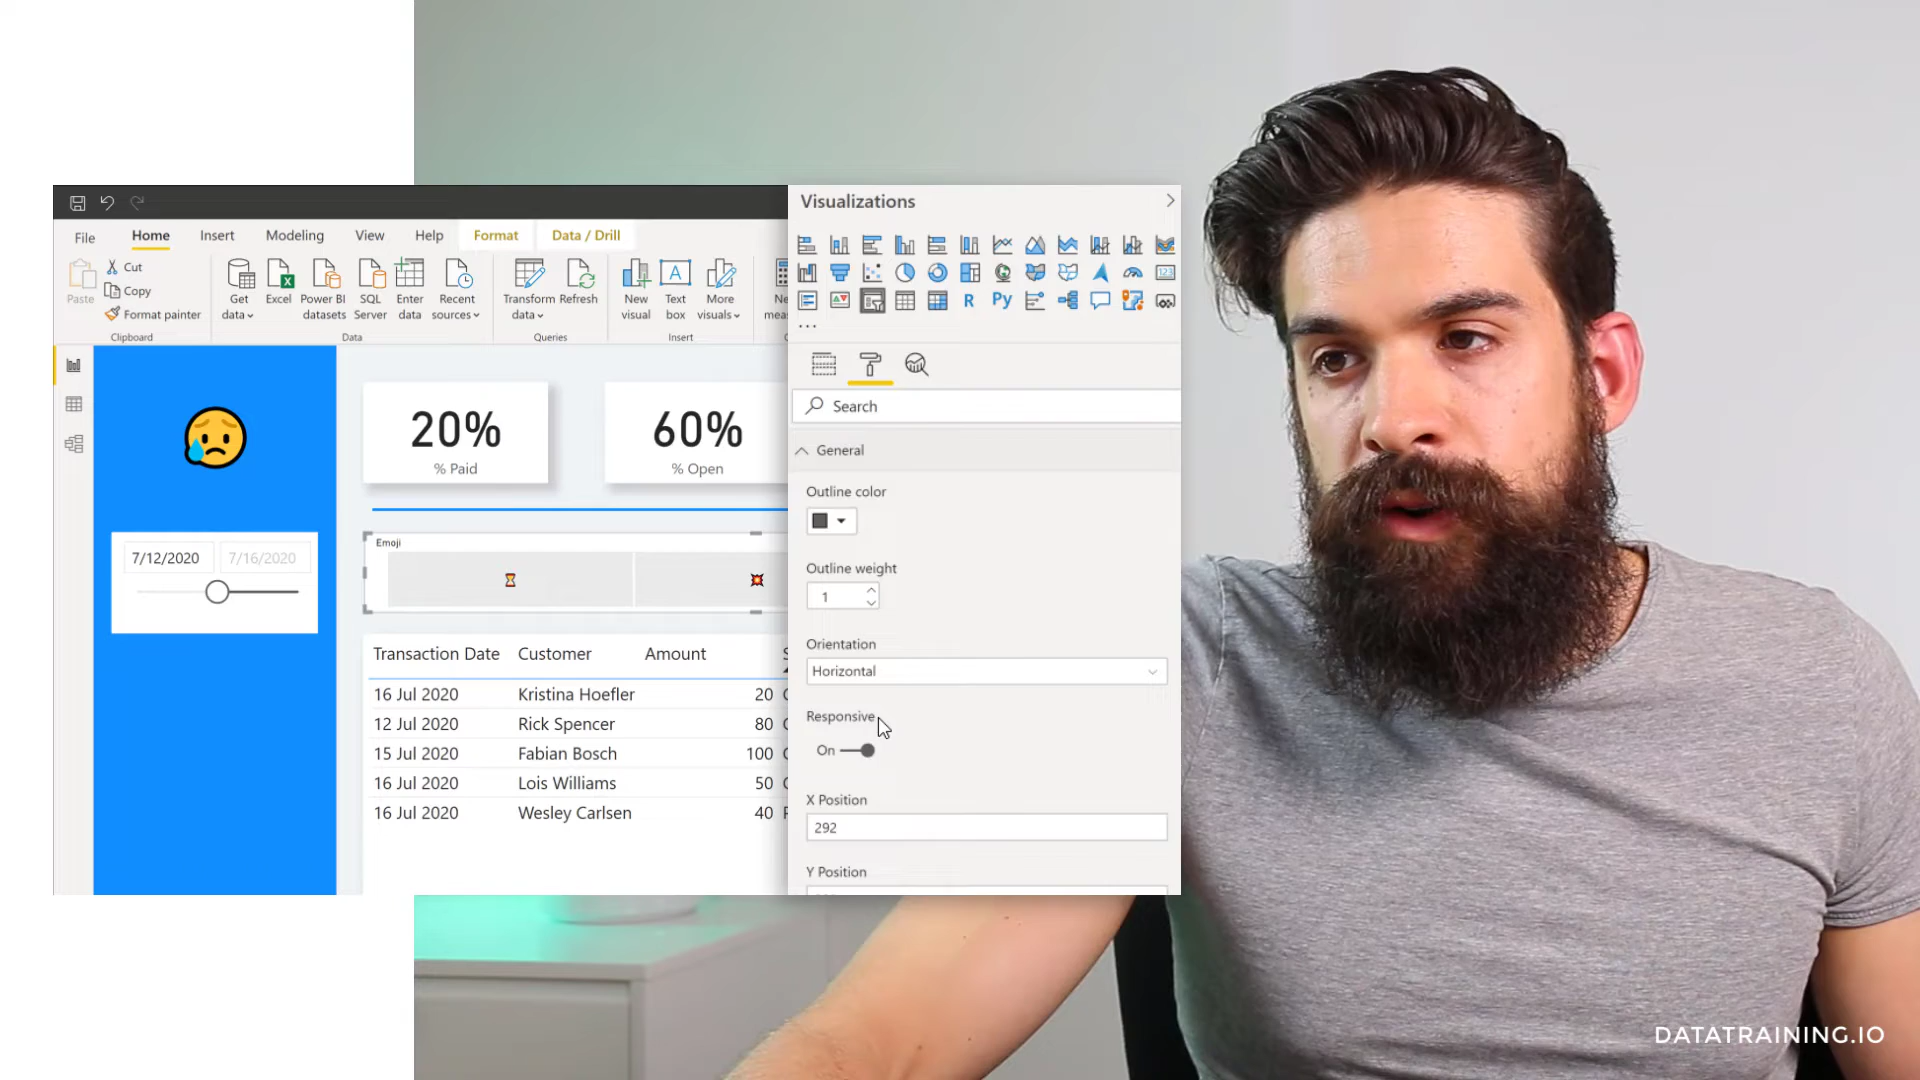 File
Home
Insert
Modeling
View
Help
Format
Data / Drill
Paste
Cut
Copy
Format painter
Clipboard
Get data
Excel
Power BI datasets
SQL Server
Enter data
Recent sources
Data
Transform data
Refresh
Queries
New visual
Text box
More visuals
Insert
20%
% Paid
60%
% Open
7/12/2020
7/16/2020
Emoji
Transaction Date Customer Amount
16 Jul 2020 Kristina Hoefler 20
12 Jul 2020 Rick Spencer 80
15 Jul 2020 Fabian Bosch 100
16 Jul 2020 Lois Williams 50
16 Jul 2020 Wesley Carlsen 40
Visualizations
123
R
Py
Search
General
Outline color
Outline weight
1
Orientation
Horizontal
Responsive
On
X Position
292
Y Position
DATATRAINING.IO